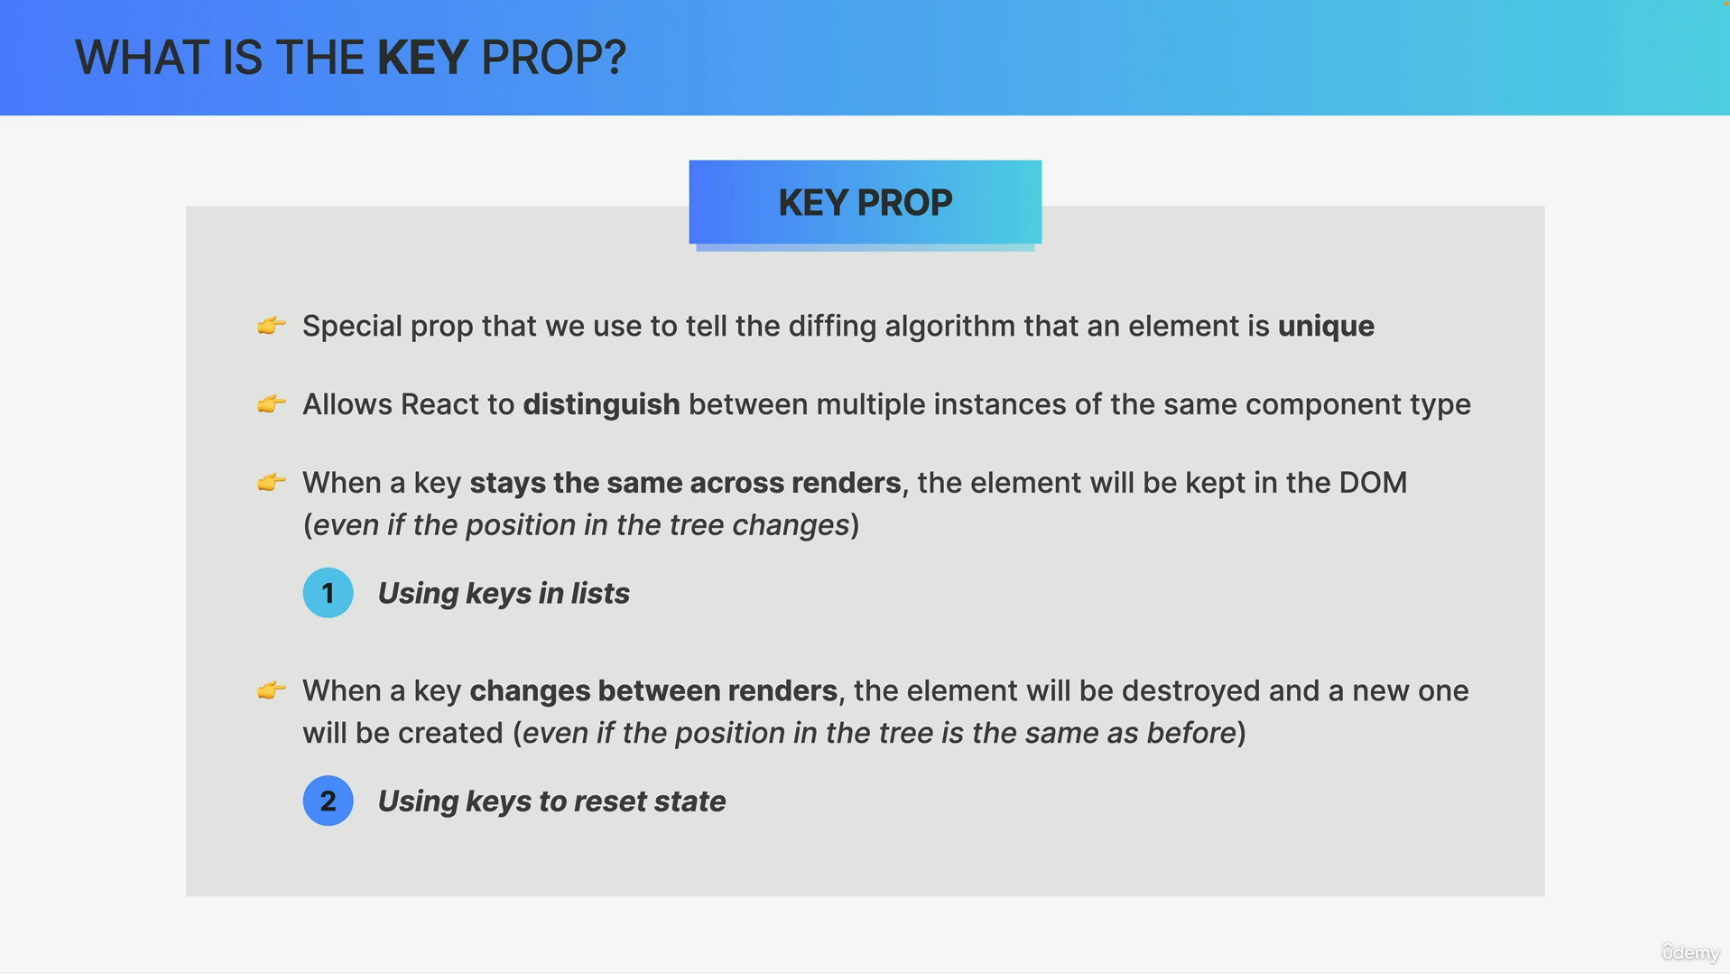 WHAT IS THE KEY PROP?
KEY PROP
👉 Special prop that we use to tell the diffing algorithm that an element is unique
👉 Allows React to distinguish between multiple instances of the same component type
👉 When a key stays the same across renders, the element will be kept in the DOM
(even if the position in the tree changes)
1 Using keys in lists
👉 When a key changes between renders, the element will be destroyed and a new one
will be created (even if the position in the tree is the same as before)
2 Using keys to reset state
ûdemy